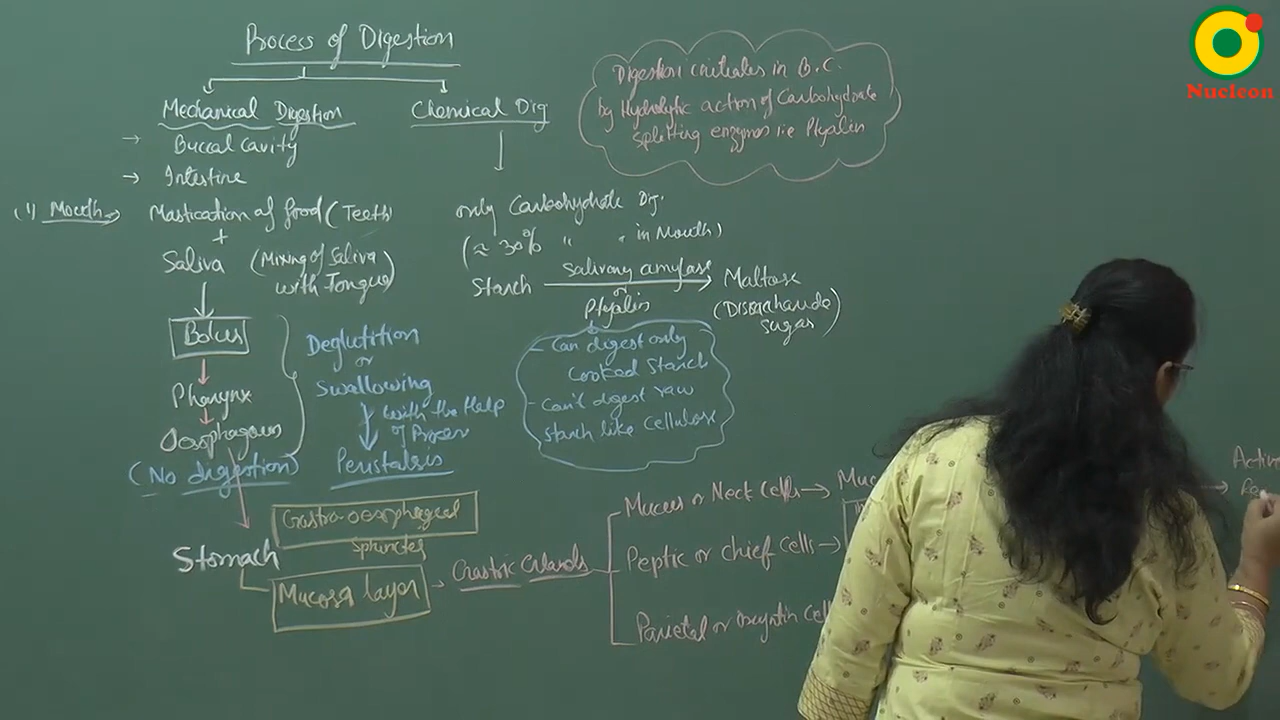 Process of Digestion
Mechanical Digestion
Chemical Dig
→ Buccal cavity
→ Intestine
(1) Mouth → Mastication of food (Teeth)
+
Saliva (Mixing of Saliva
with Tongue)
Bolus
Pharynx
Oesophagous
(No digestion)
Deglutition
or
Swallowing
with the Help
of Process
Peristalsis
only Carbohydrate Dig.
(≈ 30% " " in Mouth)
Starch Salivary amylase Maltose
or
Ptyalin
(Dissacharide
sugar)
- Can digest only
cooked Starch
- Can't digest raw
starch like Cellulose
Digestion initiates in B.C.
by Hydrolytic action of Carbohydrate
splitting enzymes i.e Ptyalin
Stomach
Gastro oesophageal
Sphincter
Mucosa layer → Gastric Glands
Mucus or Neck Cells →
Peptic or chief cells →
Parietal or Oxyntic Cell
Nucleon